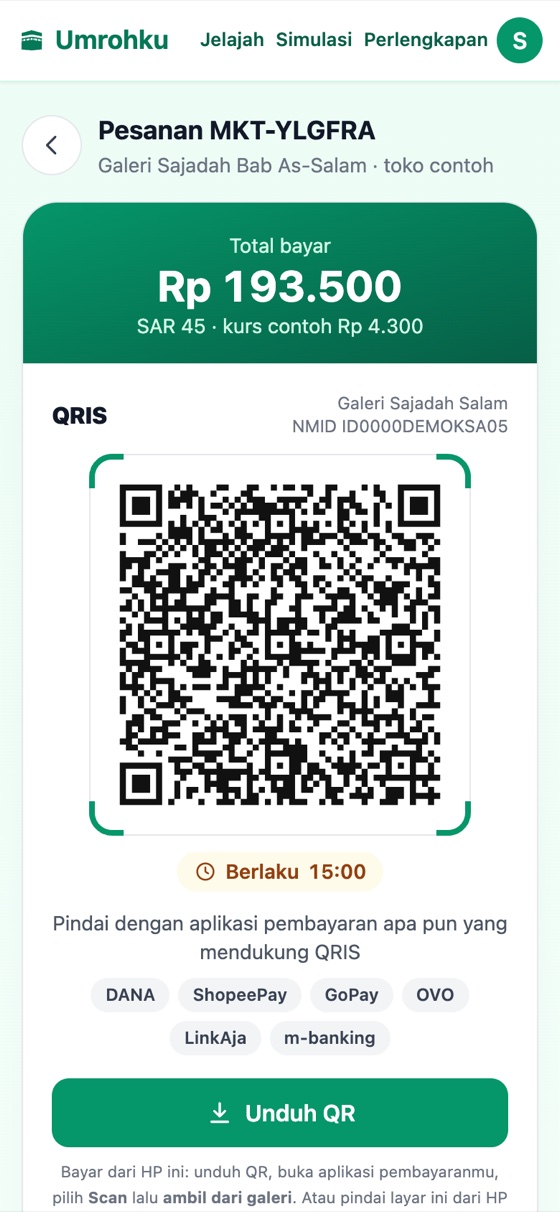 Umrohku Jelajah Simulasi Perlengkapan S
Pesanan MKT-YLGFRA
Galeri Sajadah Bab As-Salam · toko contoh
Total bayar
Rp 193.500
SAR 45 · kurs contoh Rp 4.300
QRIS
Galeri Sajadah Salam
NMID ID0000DEMOKSA05
Berlaku 15:00
Pindai dengan aplikasi pembayaran apa pun yang
mendukung QRIS
DANA ShopeePay GoPay OVO
LinkAja m-banking
Unduh QR
Bayar dari HP ini: unduh QR, buka aplikasi pembayaranmu,
pilih Scan lalu ambil dari galeri. Atau pindai layar ini dari HP